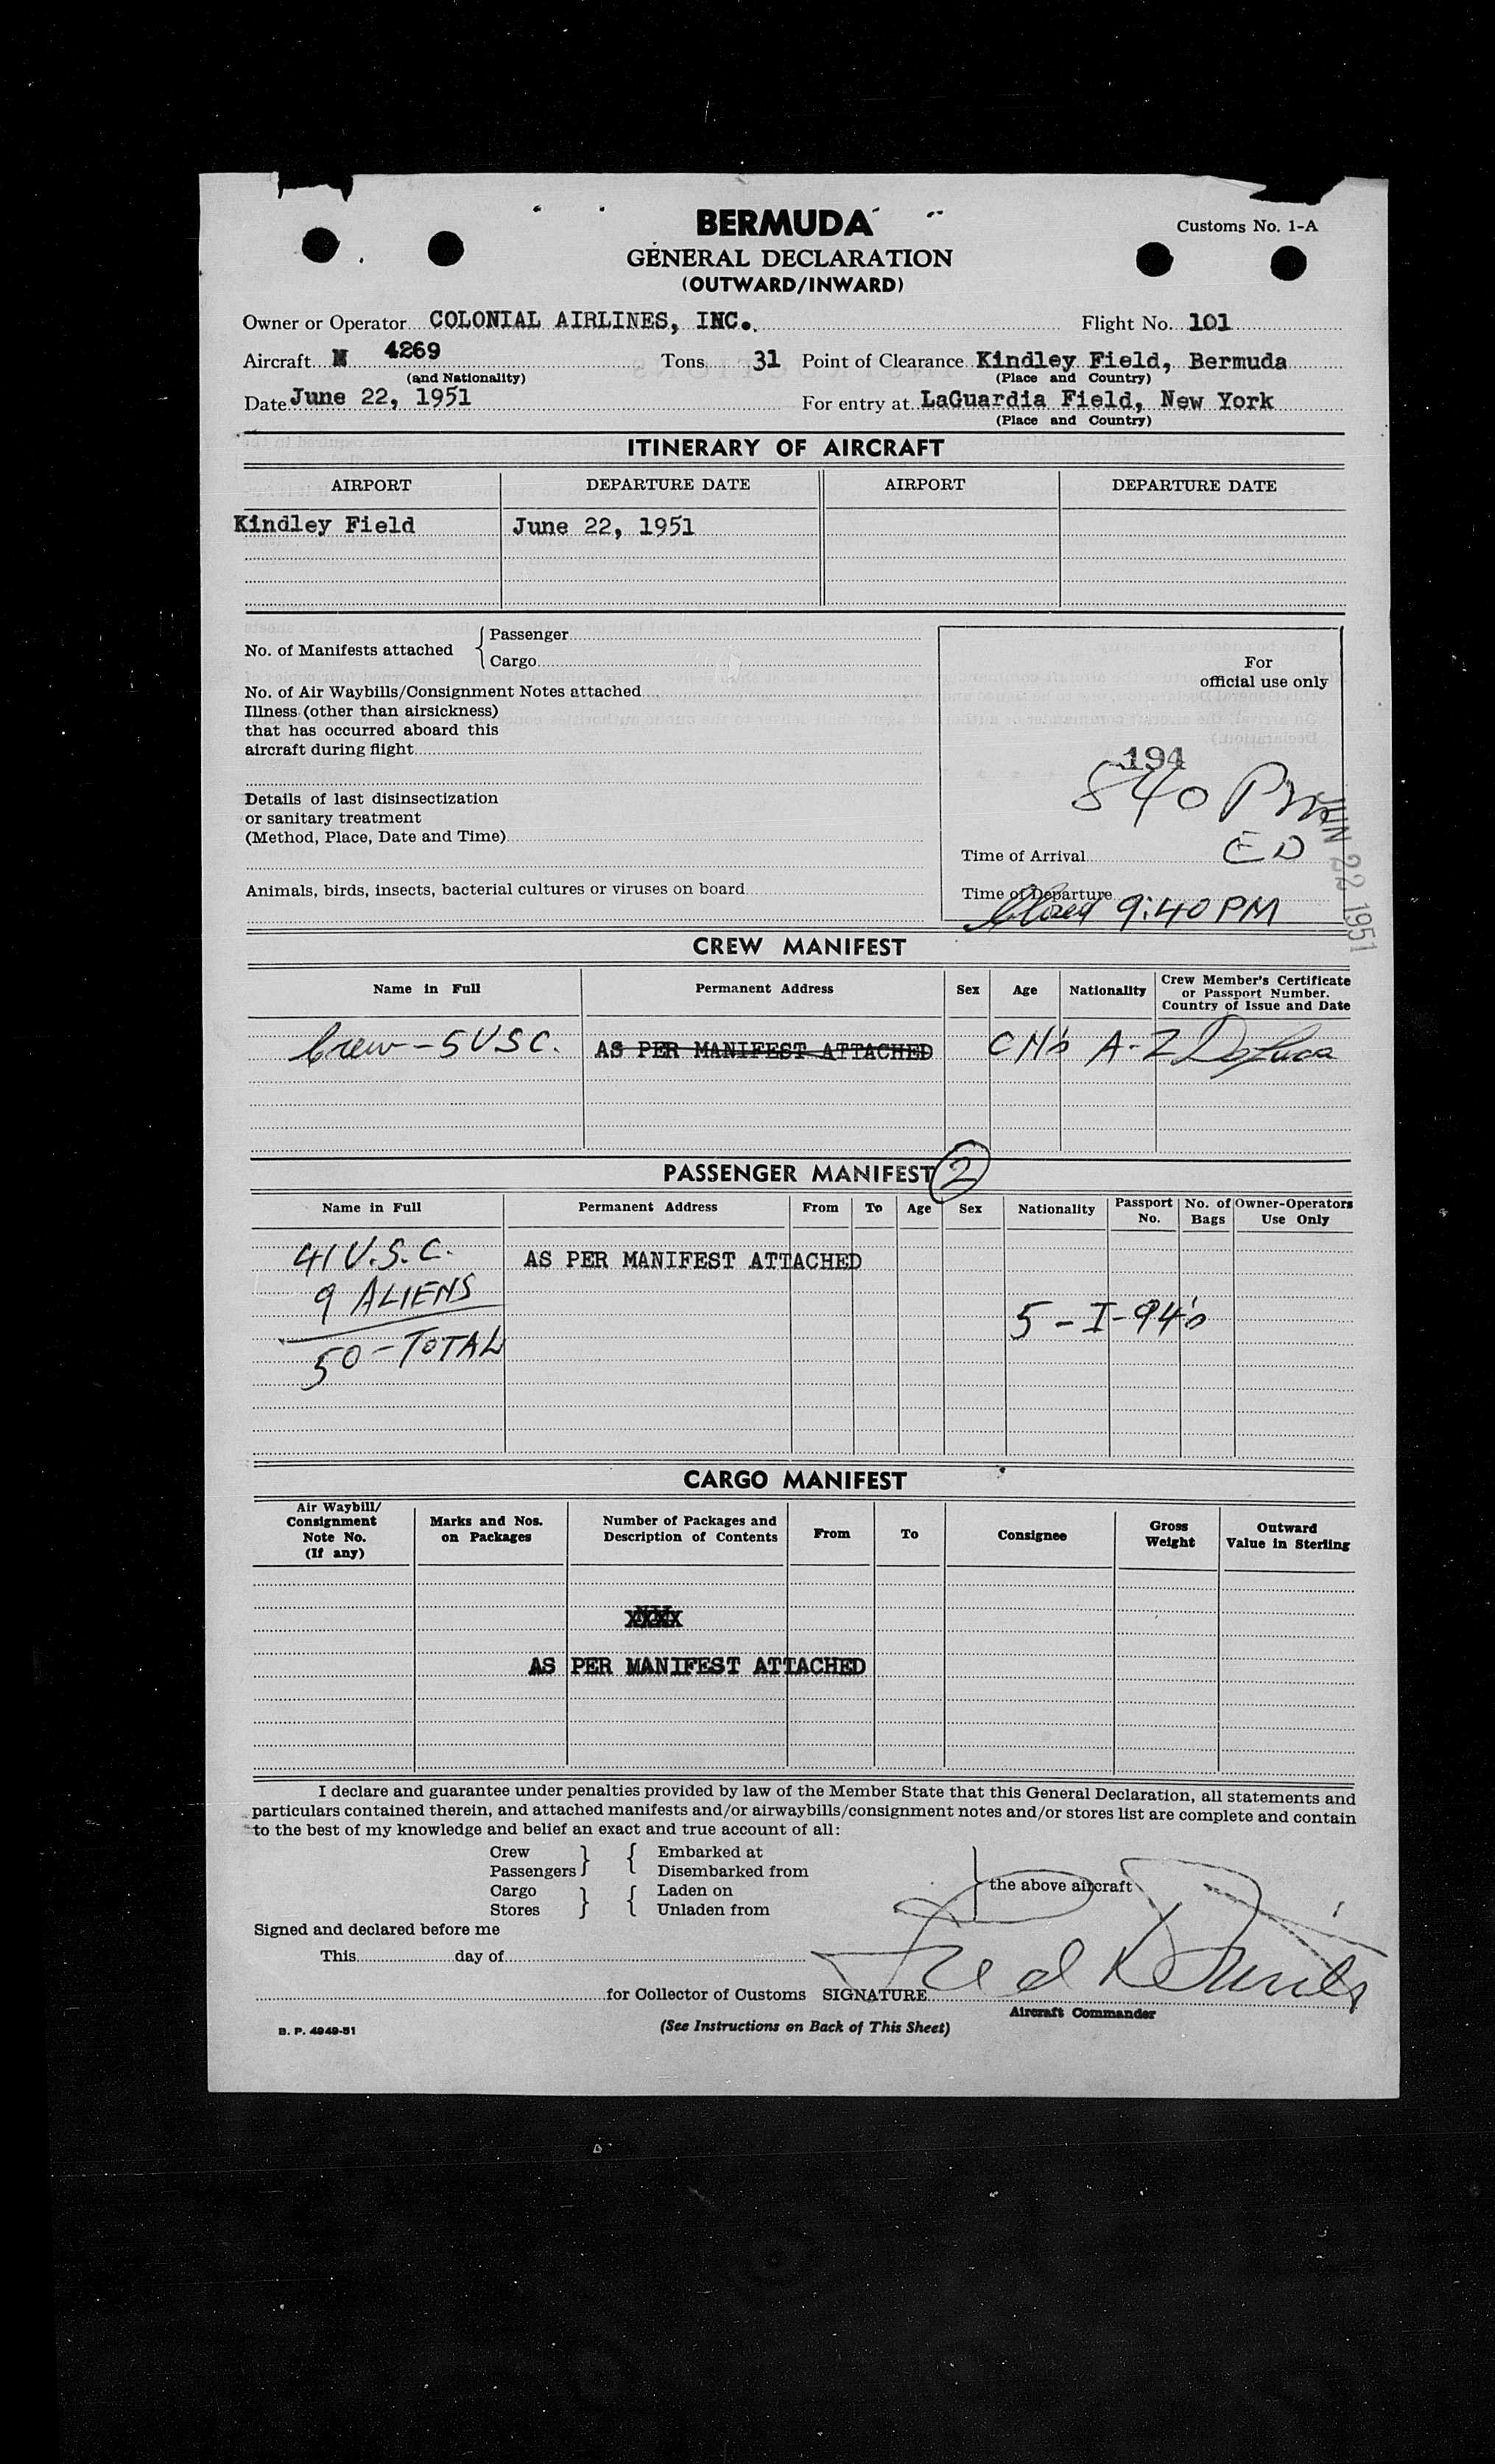 BERMUDA
Customs No. 1-A
GENERAL DECLARATION
(OUTWARD/INWARD)
Owner or Operator COLONIAL AIRLINES, INC. Flight No. 101
Aircraft N 4269 Tons 31 Point of Clearance Kindley Field, Bermuda
(and Nationality) (Place and Country)
Date June 22, 1951 For entry at LaGuardia Field, New York
(Place and Country)
ITINERARY OF AIRCRAFT
AIRPORT DEPARTURE DATE AIRPORT DEPARTURE DATE
Kindley Field June 22, 1951
No. of Manifests attached { Passenger
Cargo
For
official use only
No. of Air Waybills/Consignment Notes attached
Illness (other than airsickness)
that has occurred aboard this
aircraft during flight
194
840 PM
JUN 22 1951
Details of last disinsectization
or sanitary treatment
(Method, Place, Date and Time)
Time of Arrival ED
Animals, birds, insects, bacterial cultures or viruses on board
Time of Departure
Closed 9:40 PM
CREW MANIFEST
Name in Full Permanent Address Sex Age Nationality Crew Member's Certificate
or Passport Number.
Country of Issue and Date
Crew - 5 USC. AS PER MANIFEST ATTACHED A-Z DeLuca
PASSENGER MANIFEST 2
Name in Full Permanent Address From To Age Sex Nationality Passport No. No. of Bags Owner-Operators Use Only
41 U.S.C. AS PER MANIFEST ATTACHED
9 ALIENS
5 - I-94's
50 - TOTAL
CARGO MANIFEST
Air Waybill/
Consignment
Note No.
(If any)
Marks and Nos.
on Packages
Number of Packages and
Description of Contents
From To Consignee
Gross
Weight
Outward
Value in Sterling
XXXX
AS PER MANIFEST ATTACHED
I declare and guarantee under penalties provided by law of the Member State that this General Declaration, all statements and
particulars contained therein, and attached manifests and/or airwaybills/consignment notes and/or stores list are complete and contain
to the best of my knowledge and belief an exact and true account of all:
Crew } { Embarked at
Passengers Disembarked from
the above aircraft
Cargo } { Laden on
Stores Unladen from
Signed and declared before me
This day of
for Collector of Customs SIGNATURE
Aircraft Commander
B. P. 4949-51
(See Instructions on Back of This Sheet)